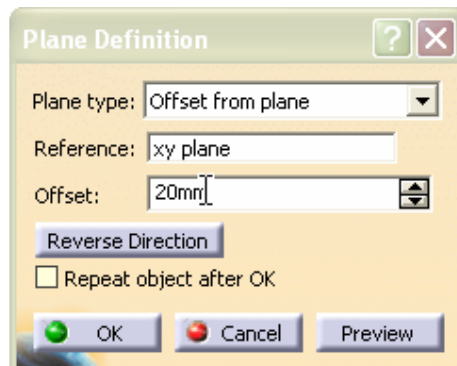 Plane Definition ?
Plane type: Offset from plane
Reference: xy plane
Offset: 20mm
Reverse Direction
Repeat object after OK
OK Cancel Preview